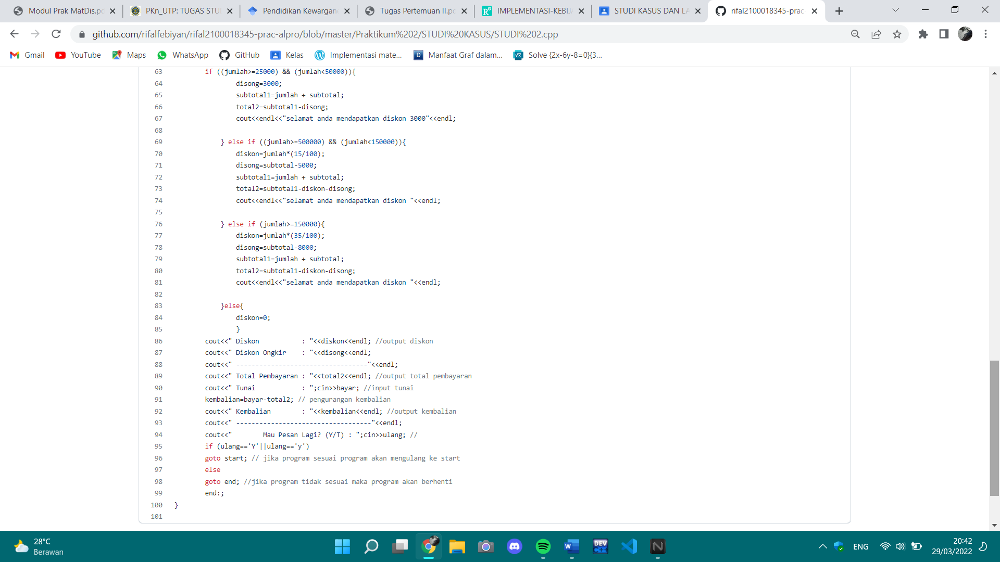 Modul Prak MatDis.pd
PKn_UTP: TUGAS STUD
Pendidikan Kewargan
Tugas Pertemuan II.pd
IMPLEMENTASI-KEBIJA
STUDI KASUS DAN LA
rifal2100018345-prac-
github.com/rifalfebiyan/rifal2100018345-prac-alpro/blob/master/Praktikum%202/STUDI%20KASUS/STUDI%202.cpp
Gmail
YouTube
Maps
WhatsApp
GitHub
Kelas
Implementasi mate...
Manfaat Graf dalam...
Solve {2x-6y-8=0}{3...
63 if ((jumlah>=25000) && (jumlah<50000)){
64 disong=3000;
65 subtotal1=jumlah + subtotal;
66 total2=subtotal1-disong;
67 cout<<endl<<"selamat anda mendapatkan diskon 3000"<<endl;
68
69 } else if ((jumlah>=500000) && (jumlah<150000)){
70 diskon=jumlah*(15/100);
71 disong=subtotal-5000;
72 subtotal1=jumlah + subtotal;
73 total2=subtotal1-diskon-disong;
74 cout<<endl<<"selamat anda mendapatkan diskon "<<endl;
75
76 } else if (jumlah>=150000){
77 diskon=jumlah*(35/100);
78 disong=subtotal-8000;
79 subtotal1=jumlah + subtotal;
80 total2=subtotal1-diskon-disong;
81 cout<<endl<<"selamat anda mendapatkan diskon "<<endl;
82
83 }else{
84 diskon=0;
85 }
86 cout<<" Diskon           : "<<diskon<<endl; //output diskon
87 cout<<" Diskon Ongkir    : "<<disong<<endl;
88 cout<<" ----------------------------------"<<endl;
89 cout<<" Total Pembayaran : "<<total2<<endl; //output total pembayaran
90 cout<<" Tunai            : ";cin>>bayar; //input tunai
91 kembalian=bayar-total2; // pengurangan kembalian
92 cout<<" Kembalian        : "<<kembalian<<endl; //output kembalian
93 cout<<" -----------------------------------"<<endl;
94 cout<<"        Mau Pesan Lagi? (Y/T) : ";cin>>ulang; //
95 if (ulang=='Y'||ulang=='y')
96 goto start; // jika program sesuai program akan mengulang ke start
97 else
98 goto end; //jika program tidak sesuai maka program akan berhenti
99 end:;
100 }
101
28°C
Berawan
DEV
C++
ENG
20:42
29/03/2022